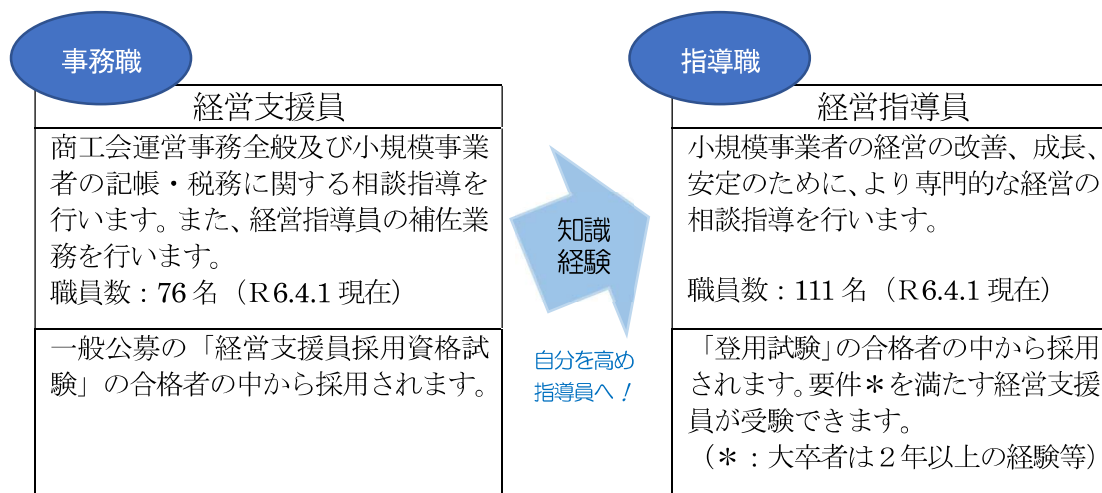 事務職
経営支援員
商工会運営事務全般及び小規模事業
者の記帳・税務に関する相談指導を
行います。また、経営指導員の補佐業
務を行います。
職員数：76名（R6.4.1現在）
一般公募の「経営支援員採用資格試
験」の合格者の中から採用されます。
知識
経験
自分を高め
指導員へ！
指導職
経営指導員
小規模事業者の経営の改善、成長、
安定のために、より専門的な経営の
相談指導を行います。
職員数：111名（R6.4.1現在）
「登用試験」の合格者の中から採用
されます。要件＊を満たす経営支援
員が受験できます。
（＊：大卒者は２年以上の経験等）